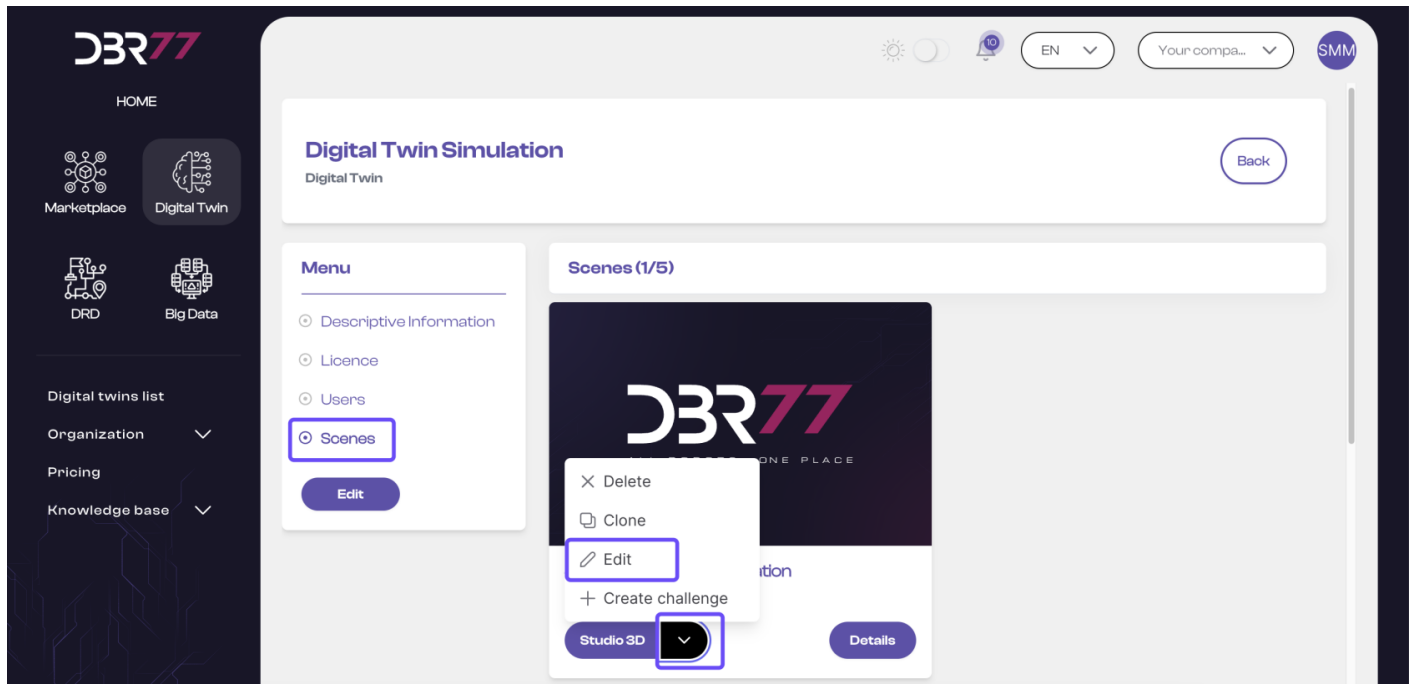 DBR77
HOME
Marketplace
Digital Twin
DRD
Big Data
Digital twins list
Organization
Pricing
Knowledge base
10
EN
Your compa...
SMM
Digital Twin Simulation
Digital Twin
Back
Menu
Descriptive Information
Licence
Users
Scenes
Edit
Scenes (1/5)
DBR77
ONE PLACE
Delete
Clone
Edit
Create challenge
Studio 3D
Details